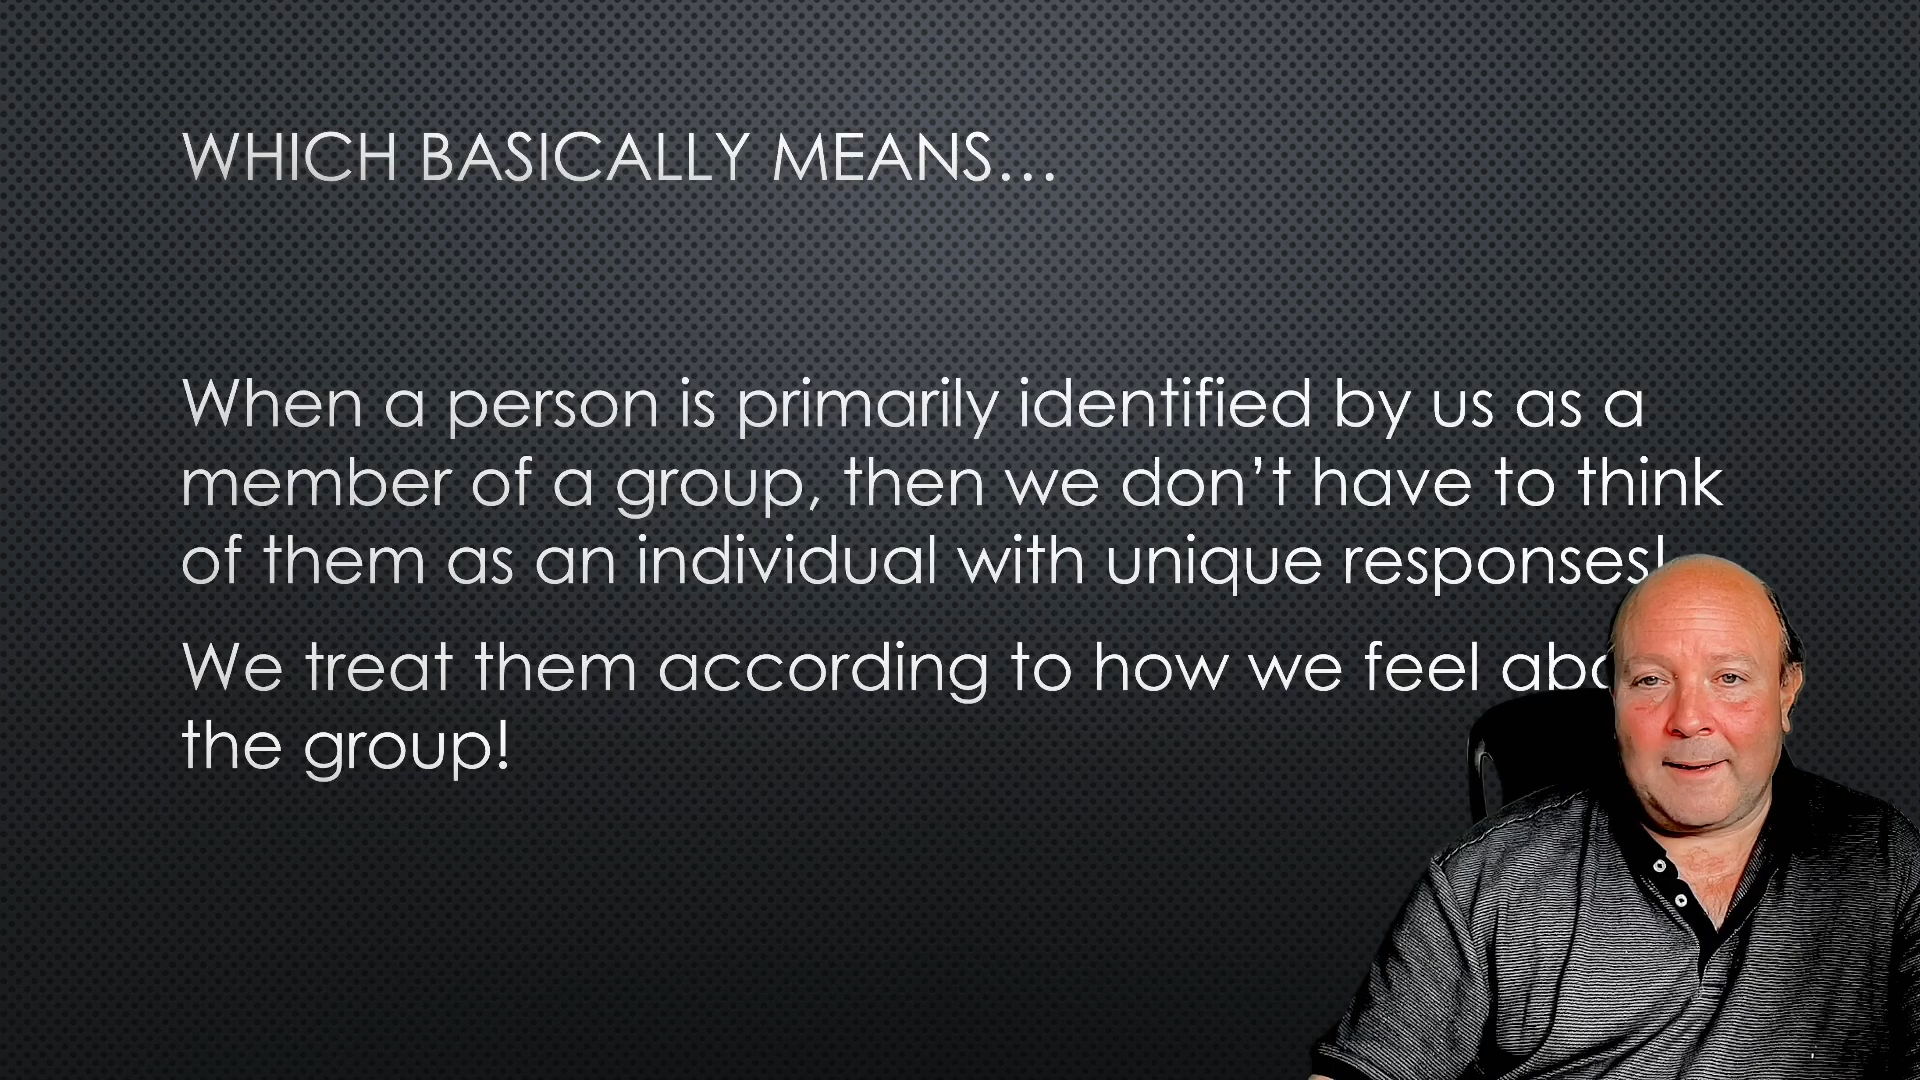 WHICH BASICALLY MEANS…
When a person is primarily identified by us as a
member of a group, then we don’t have to think
of them as an individual with unique responses!
We treat them according to how we feel
the group!